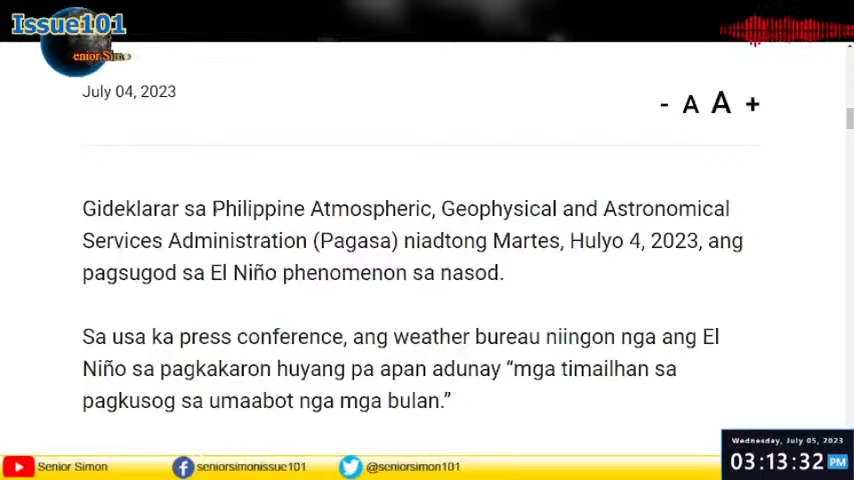 Issue101
enior Simo
July 04, 2023
- A A +
Gideklarar sa Philippine Atmospheric, Geophysical and Astronomical
Services Administration (Pagasa) niadtong Martes, Hulyo 4, 2023, ang
pagsugod sa El Niño phenomenon sa nasod.
Sa usa ka press conference, ang weather bureau niingon nga ang El
Niño sa pagkakaron huyang pa apan adunay “mga timailhan sa
pagkusog sa umaabot nga mga bulan.”
Wednesday, July 05, 2023
03:13:32 PM
Senior Simon
seniorsimonissue101
@seniorsimon101